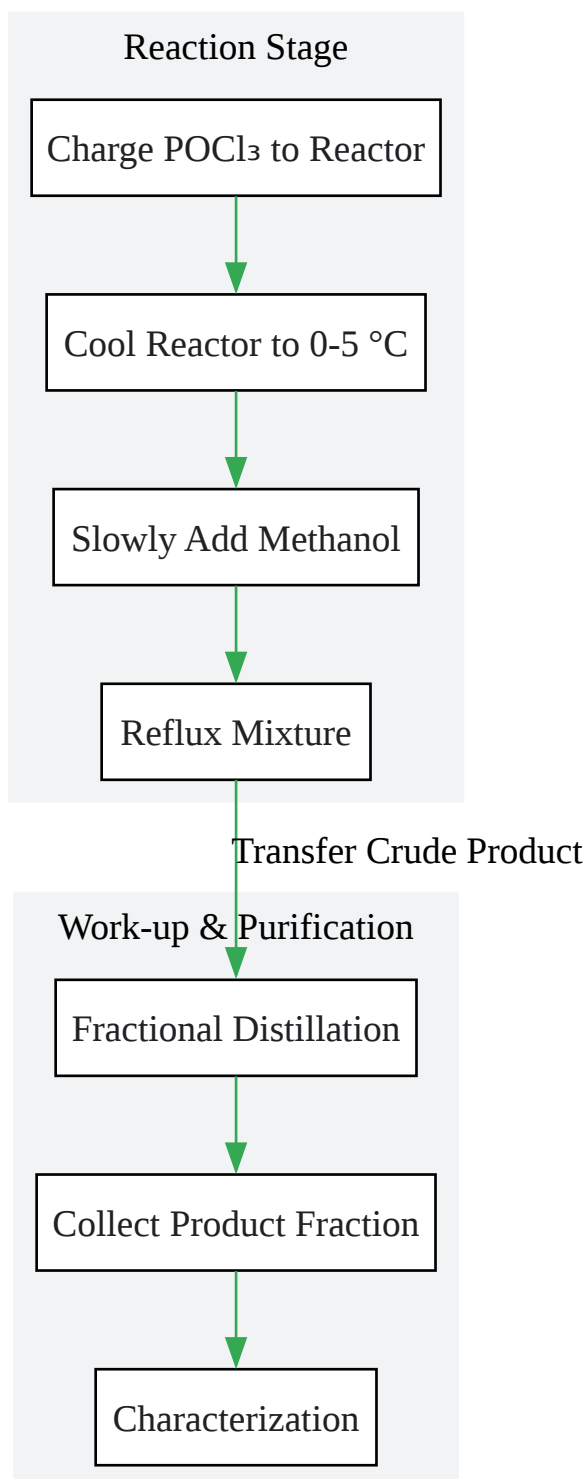 Reaction Stage
Charge POCl₃ to Reactor
Cool Reactor to 0-5 °C
Slowly Add Methanol
Reflux Mixture
Transfer Crude Product
Work-up & Purification
Fractional Distillation
Collect Product Fraction
Characterization